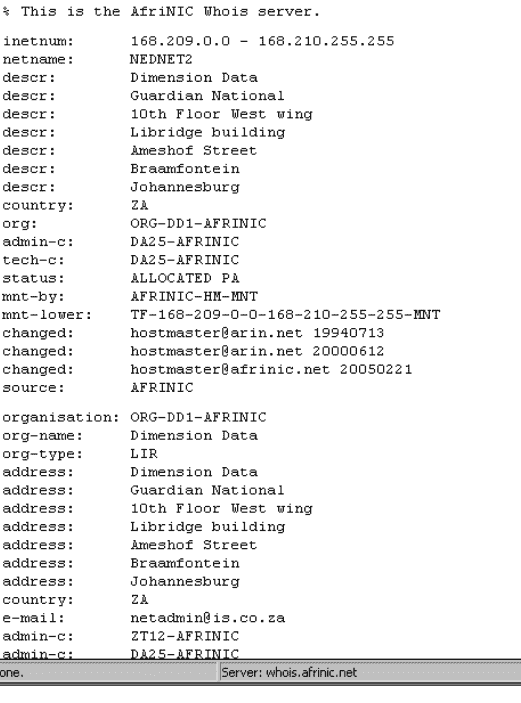 % This is the AfriNIC Whois server.
inetnum: 168.209.0.0 - 168.210.255.255
netname: NEDNET2
descr: Dimension Data
descr: Guardian National
descr: 10th Floor West wing
descr: Libridge building
descr: Ameshof Street
descr: Braamfontein
descr: Johannesburg
country: ZA
org: ORG-DD1-AFRINIC
admin-c: DA25-AFRINIC
tech-c: DA25-AFRINIC
status: ALLOCATED PA
mnt-by: AFRINIC-HM-MNT
mnt-lower: TF-168-209-0-0-168-210-255-255-MNT
changed: hostmaster@arin.net 19940713
changed: hostmaster@arin.net 20000612
changed: hostmaster@afrinic.net 20050221
source: AFRINIC
organisation: ORG-DD1-AFRINIC
org-name: Dimension Data
org-type: LIR
address: Dimension Data
address: Guardian National
address: 10th Floor West wing
address: Libridge building
address: Ameshof Street
address: Braamfontein
address: Johannesburg
country: ZA
e-mail: netadmin@is.co.za
admin-c: ZT12-AFRINIC
admin-c: DA25-AFRINIC
one. Server: whois.afrinic.net